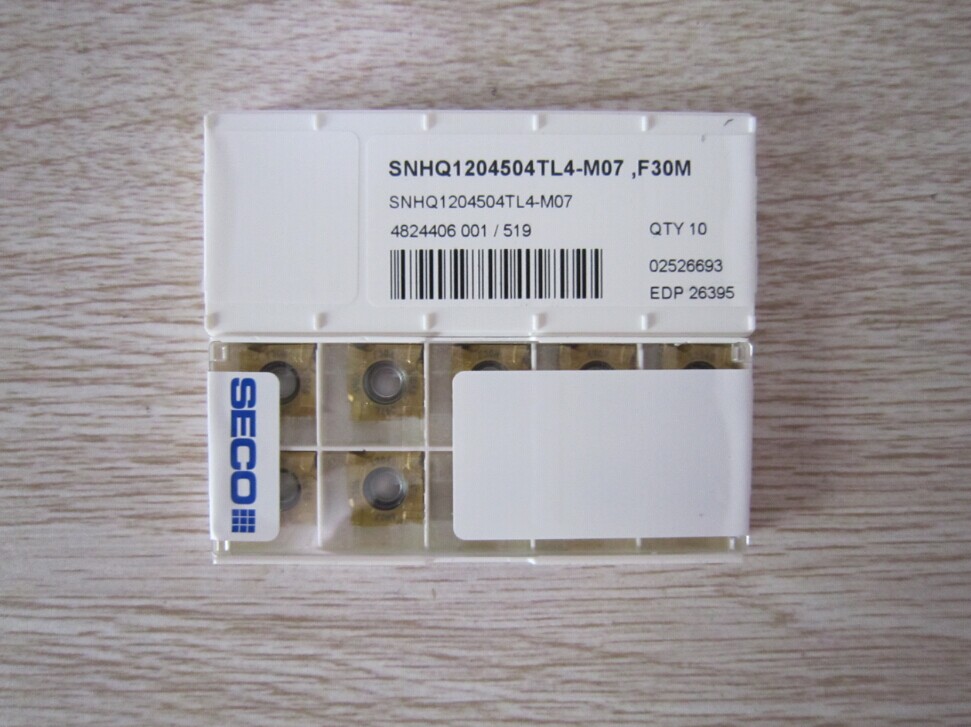 SNHQ1204504TL4-M07 ,F30M
SNHQ1204504TL4-M07
4824406 001 / 519
QTY 10
02526693
EDP 26395
SECO